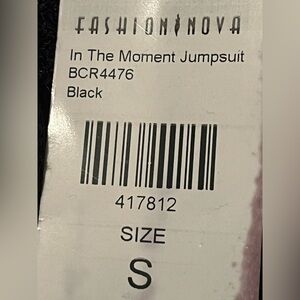 FASHION NOVA
In The Moment Jumpsuit
BCR4476
Black
417812
SIZE
S